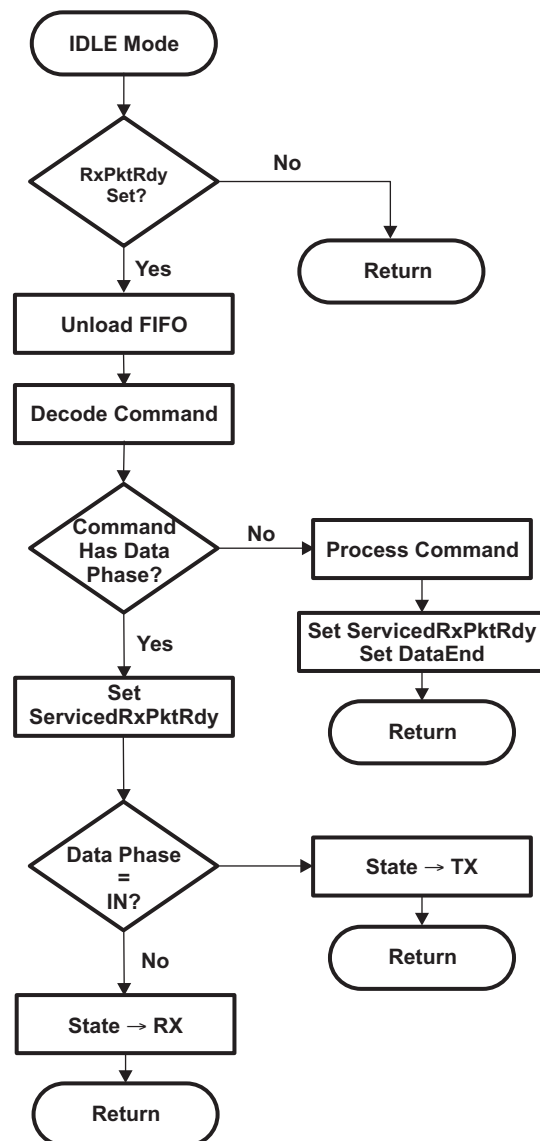 IDLE Mode
RxPktRdy
Set?
No
Return
Yes
Unload FIFO
Decode Command
Command
Has Data
Phase?
No
Process Command
Set ServicedRxPktRdy
Set DataEnd
Return
Yes
Set
ServicedRxPktRdy
Data Phase
=
IN?
State → TX
Return
No
State → RX
Return